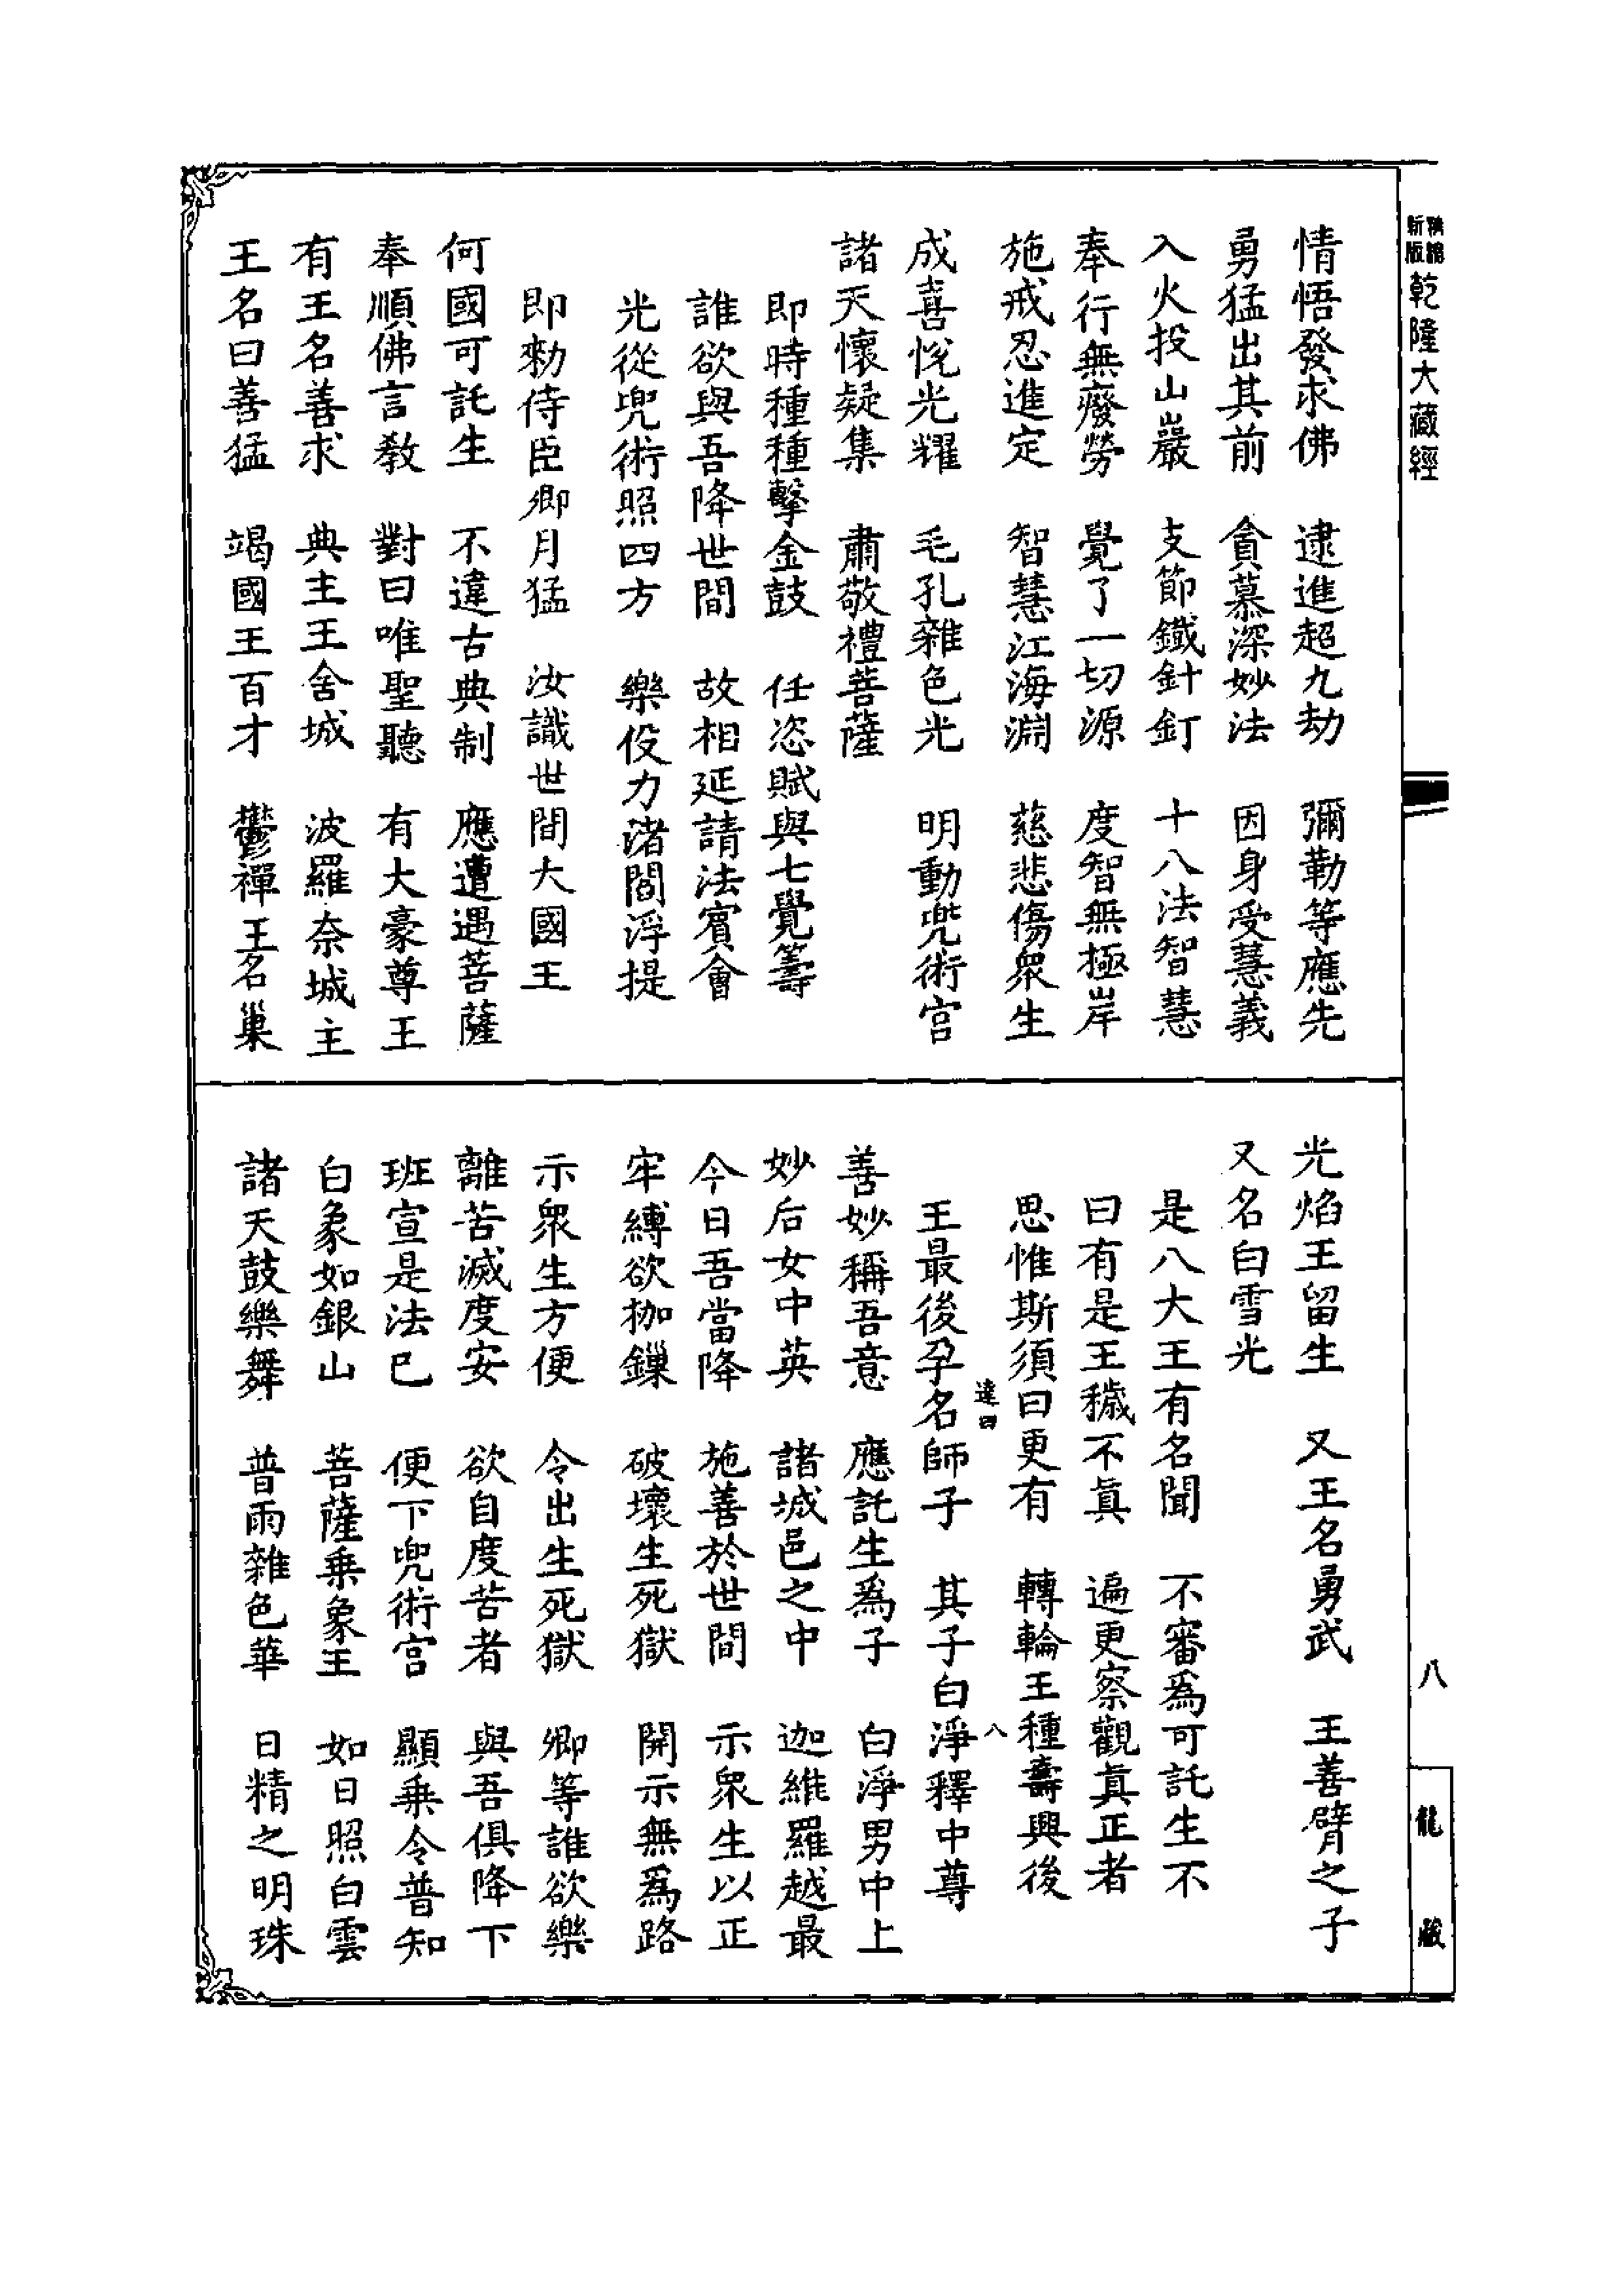 新編
新版
乾隆大藏經
情悟發求佛　逮進超九劫　彌勒等應先
勇猛出其前　貪慕深妙法　因身受慧義
入火投山巖　支節鐵針釘　十八法智慧
奉行無廢勞　覺了一切源　度智無極岸
施戒忍進定　智慧江海淵　慈悲傷眾生
成喜悅光耀　毛孔雜色光　明動兜術宮
諸天懷疑集　肅敬禮菩薩
即時種種擊金鼓　任恣賦與七覺籌
誰欲與吾降世間　故相延請法賓會
光從兜術照四方　樂伇力渚閻浮提
即勑侍臣卿月猛　汝識世間大國王
何國可託生　不違古典制　應遭遇菩薩
奉順佛言教　對曰唯聖聽　有大豪尊王
有王名善求　典主王舍城　波羅奈城主
王名曰善猛　竭國王百才　鬱禪王名巢
光焰王留生　又王名勇武　王善臂之子
又名白雪光
是八大王有名聞　不審爲可託生不
曰有是王穢不眞　遍更察觀眞正者
思惟斯須曰更有　轉輪王種壽興後
達曰
八
王最後孕名師子　其子白淨釋中尊
善妙稱吾意　應託生爲子　白淨男中上
妙后女中英　諸城邑之中　迦維羅越最
今日吾當降　施善於世間　示眾生以正
牢縛欲枷鏁　破壞生死獄　開示無爲路
示眾生方便　令出生死獄　卿等誰欲樂
離苦滅度安　欲自度苦者　與吾俱降下
班宣是法已　便下兜術宮　顯乗令普知
白象如銀山　菩薩乗象王　如日照白雲
諸天鼓樂舞　普雨雜色華　日精之明珠
八
龍藏